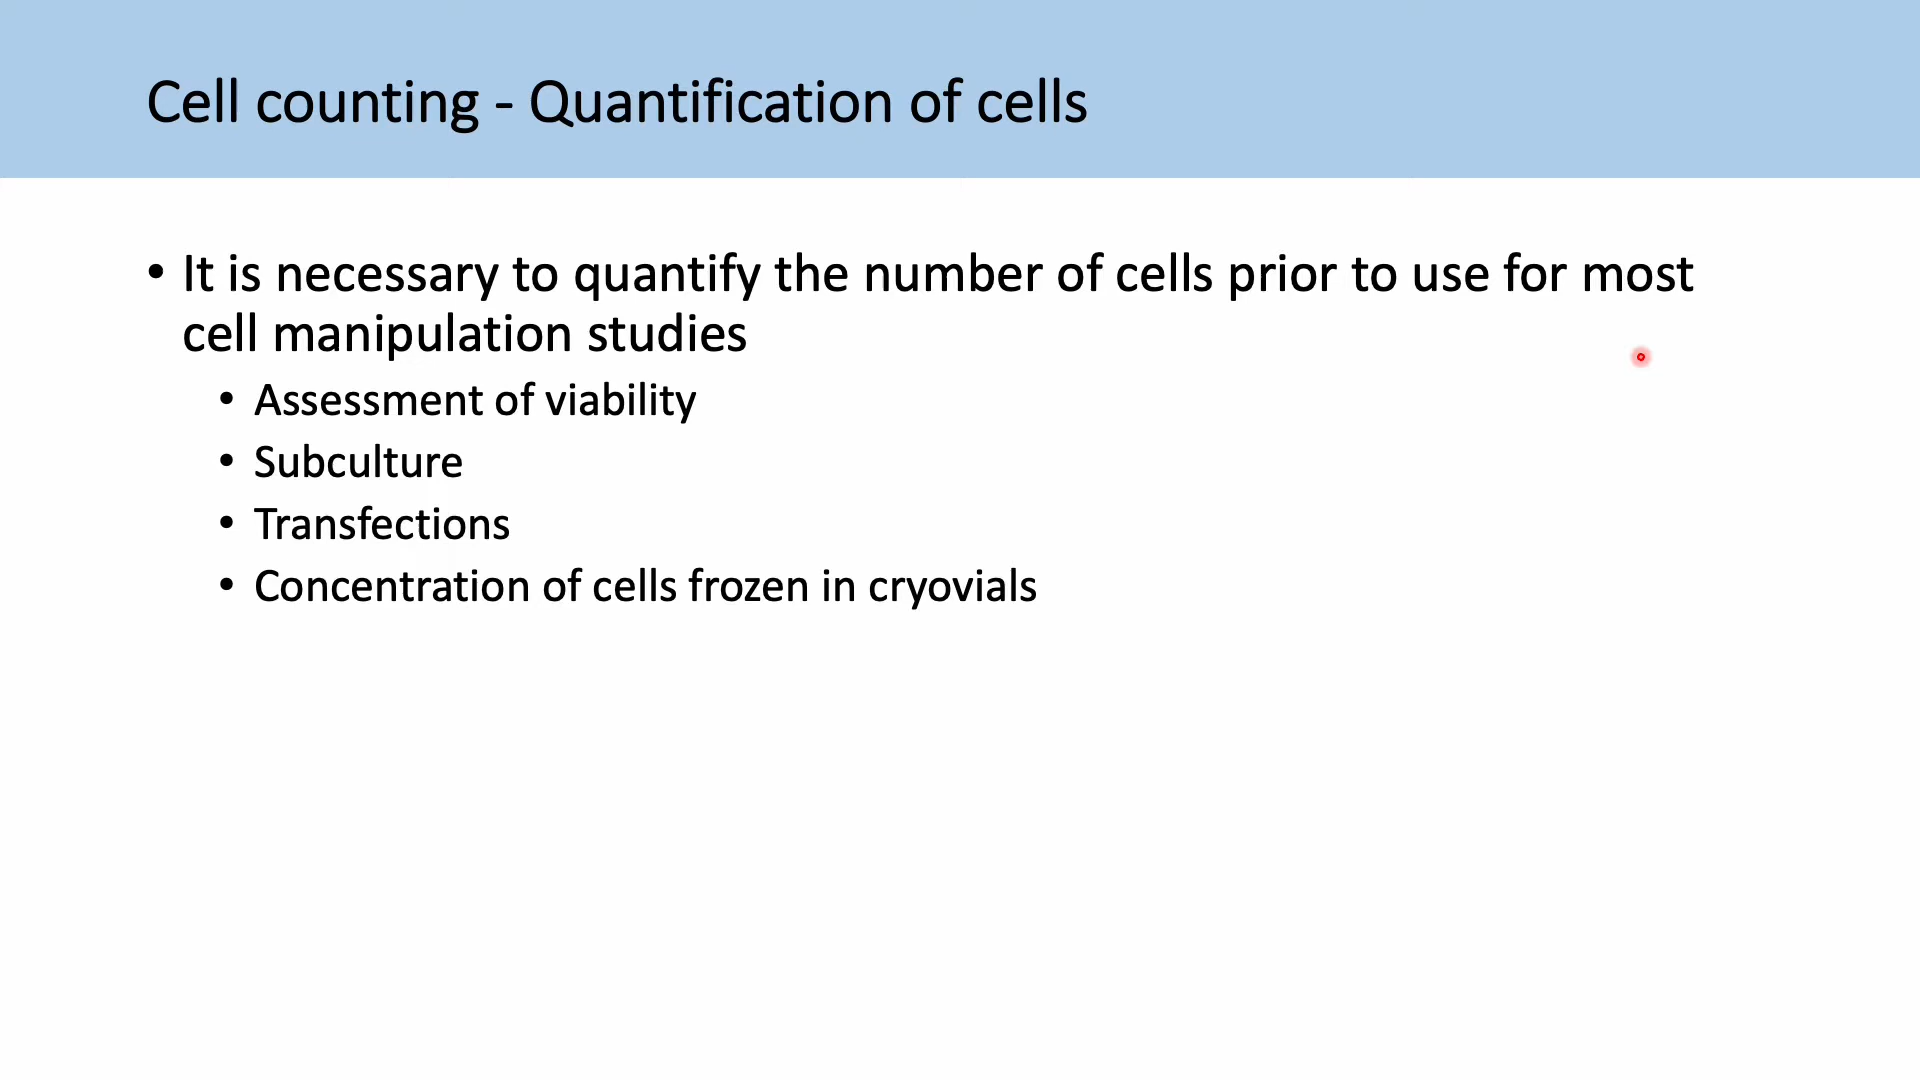 Cell counting - Quantification of cells
• It is necessary to quantify the number of cells prior to use for most
cell manipulation studies
• Assessment of viability
• Subculture
• Transfections
• Concentration of cells frozen in cryovials